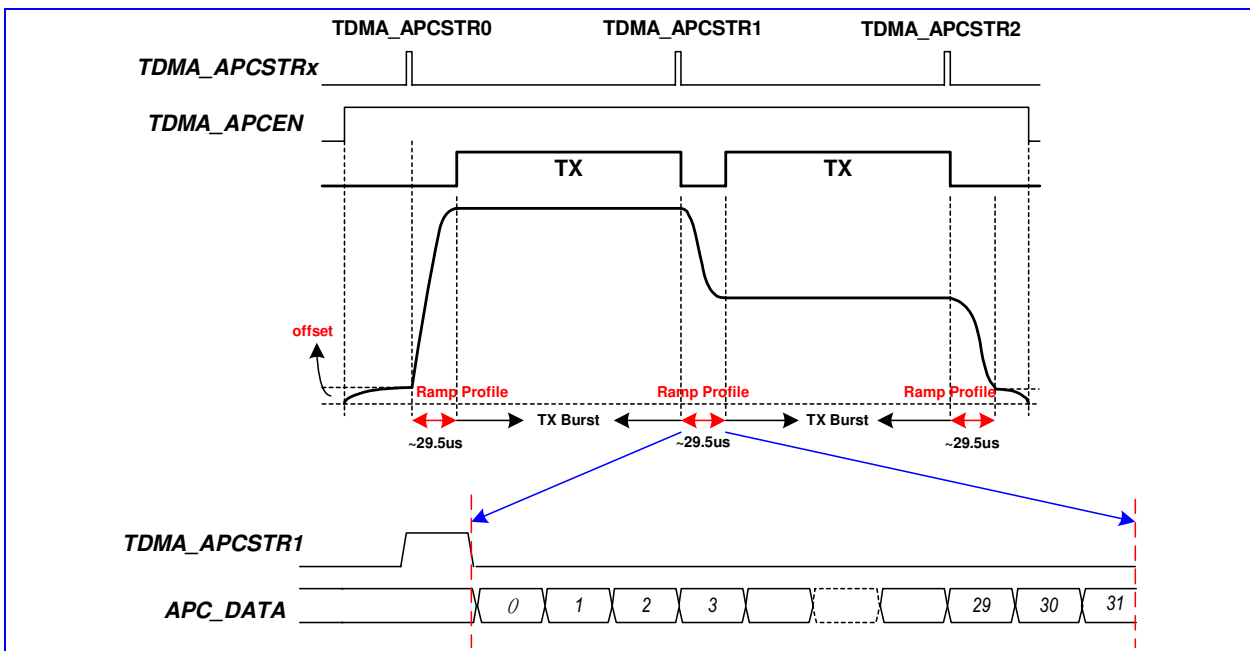 TDMA_APCSTR0 TDMA_APCSTR1 TDMA_APCSTR2
TDMA_APCSTRx
TDMA_APCEN
TX TX
offset
Ramp Profile Ramp Profile Ramp Profile
TX Burst TX Burst
~29.5us ~29.5us ~29.5us
TDMA_APCSTR1
APC_DATA 0 1 2 3 29 30 31